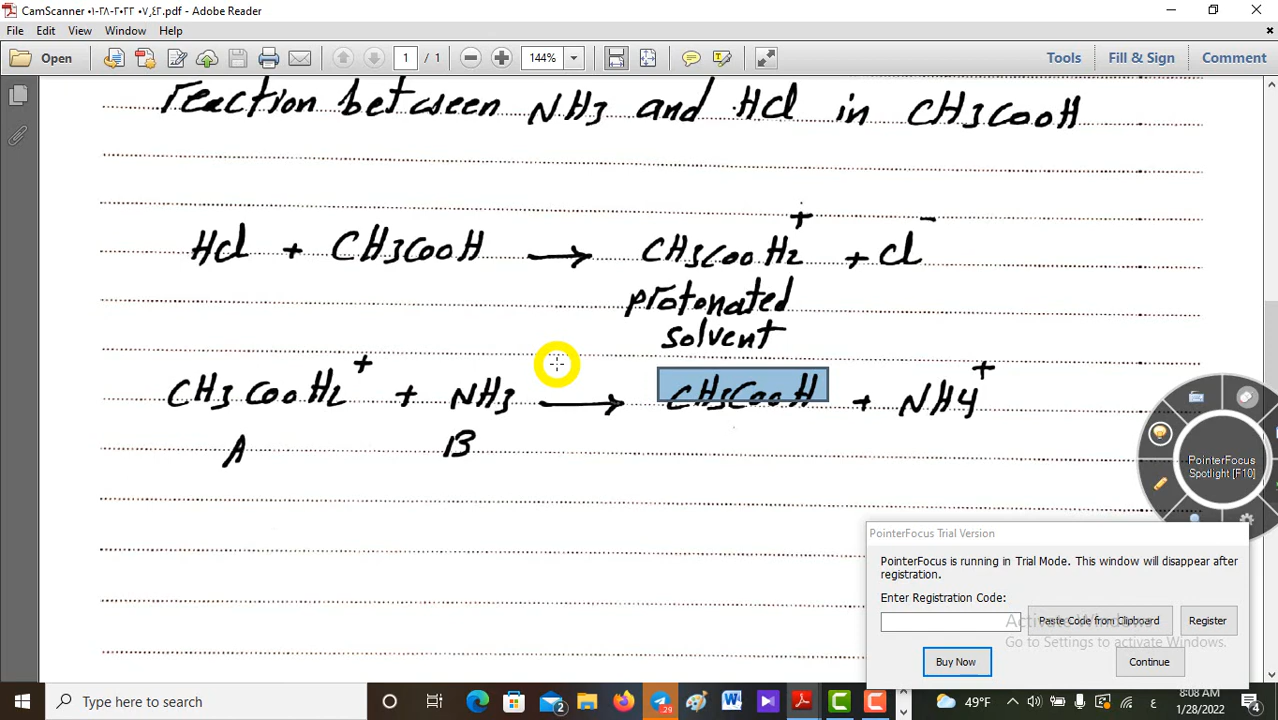 CamScanner ٠١-٢٨-٢٠٢٢ ٠٧٫٤٣.pdf - Adobe Reader
File Edit View Window Help
Open 1 / 1 144% Tools Fill & Sign Comment
reaction between NH3 and HCl in CH3COOH
HCl + CH3COOH → CH3COOH2+ + Cl-
protonated
solvent
CH3COOH2+ + NH3 → CH3COOH + NH4+
A B
PointerFocus
Spotlight [F10]
PointerFocus Trial Version
PointerFocus is running in Trial Mode. This window will disappear after
registration.
Enter Registration Code:
Paste Code from Clipboard Register
Activate Windows
Go to Settings to activate Windows.
Buy Now Continue
Type here to search
2
29
49°F
ع
8:08 AM
1/28/2022